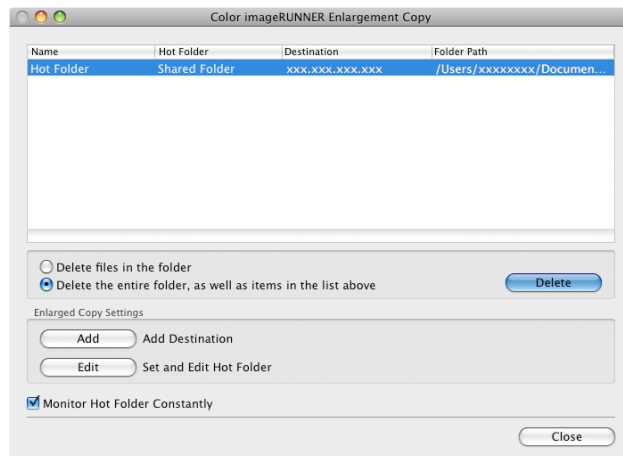 Color imageRUNNER Enlargement Copy
Name Hot Folder Destination Folder Path
Hot Folder Shared Folder xxx.xxx.xxx.xxx /Users/xxxxxxxx/Documen...
Delete files in the folder
Delete the entire folder, as well as items in the list above
Delete
Enlarged Copy Settings
Add Add Destination
Edit Set and Edit Hot Folder
Monitor Hot Folder Constantly
Close